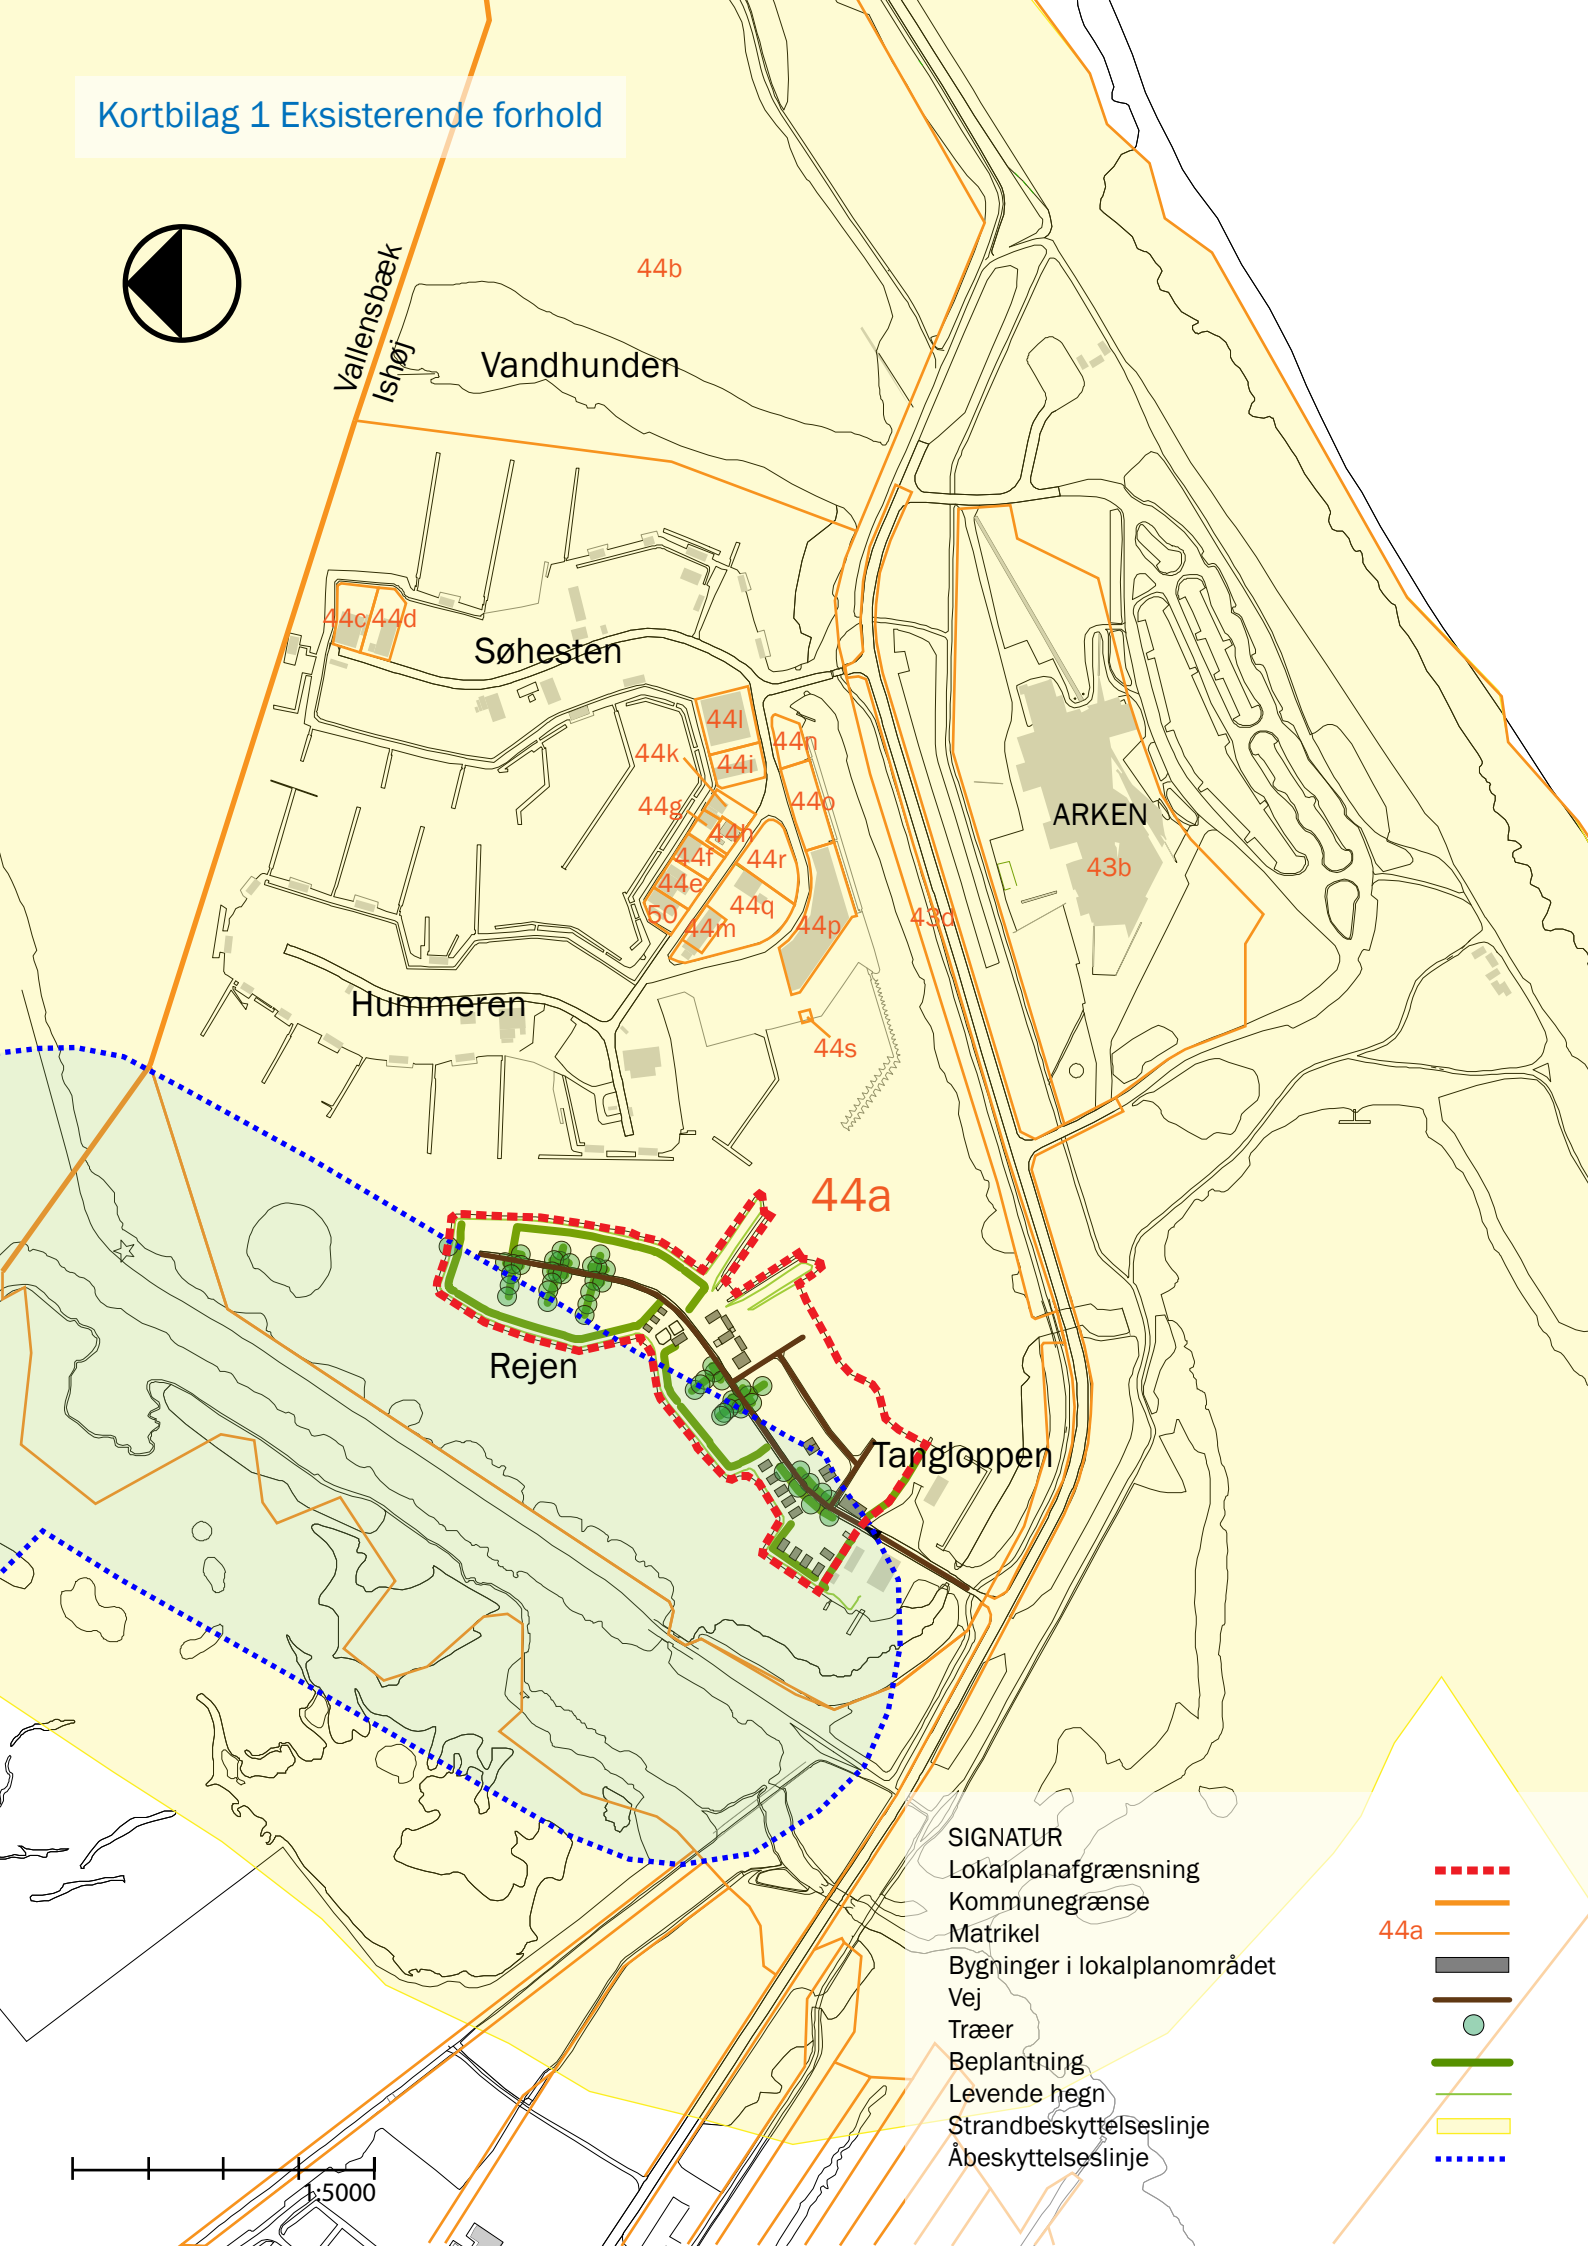 Kortbilag 1 Eksisterende forhold
Vallensbæk
Ishøj
44b
Vandhunden
44c
44d
Søhesten
44l
44n
44k
44i
44g
44o
44h
44f
44r
44e
50
44q
44m
44p
43d
ARKEN
43b
Hummeren
44s
44a
Rejen
Tangloppen
SIGNATUR
Lokalplanafgrænsning
Kommunegrænse
Matrikel
44a
Bygninger i lokalplanområdet
Vej
Træer
Beplantning
Levende hegn
Strandbeskyttelseslinje
Åbeskyttelseslinje
1:5000